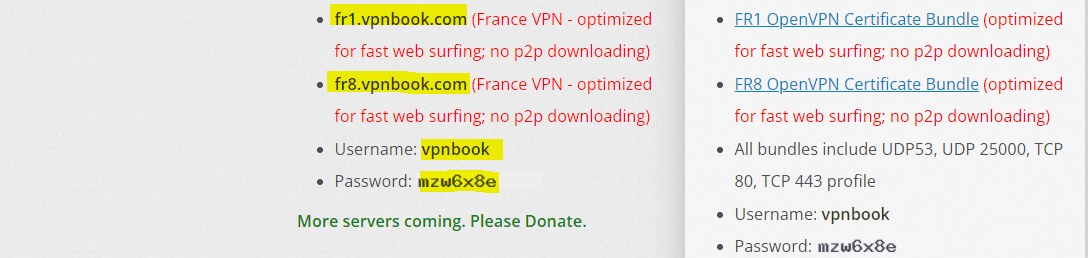 fr1.vpnbook.com (France VPN - optimized
for fast web surfing; no p2p downloading)
fr8.vpnbook.com (France VPN - optimized
for fast web surfing; no p2p downloading)
Username: vpnbook
Password: mzw6x8e
More servers coming. Please Donate.
FR1 OpenVPN Certificate Bundle (optimized
for fast web surfing; no p2p downloading)
FR8 OpenVPN Certificate Bundle (optimized
for fast web surfing; no p2p downloading)
All bundles include UDP53, UDP 25000, TCP
80, TCP 443 profile
Username: vpnbook
Password: mzw6x8e